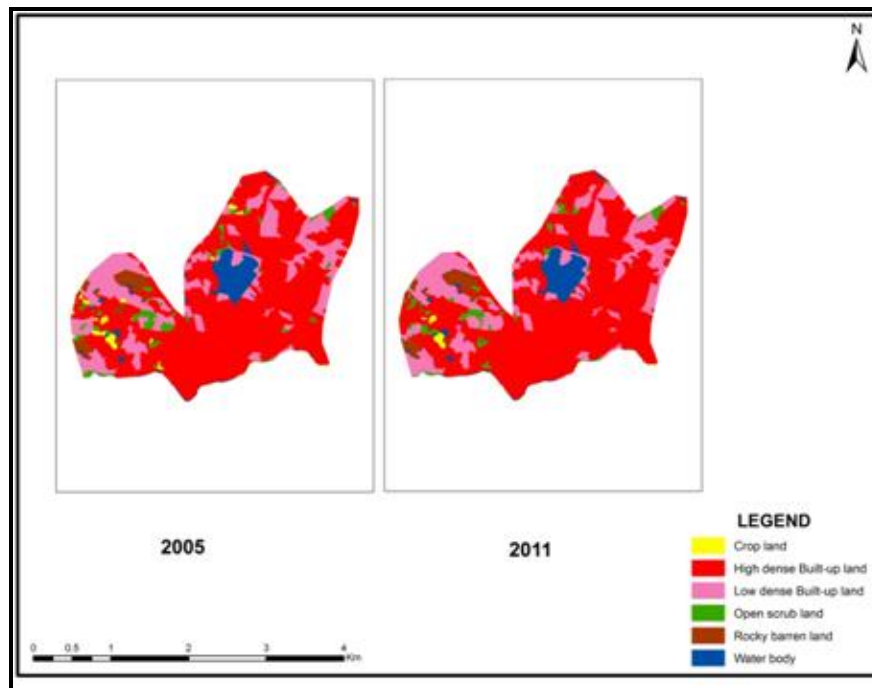 N
2005
2011
LEGEND
Crop land
High dense Built-up land
Low dense Built-up land
Open scrub land
Rocky barren land
Water body
0 0.5 1 2 3 4
Km